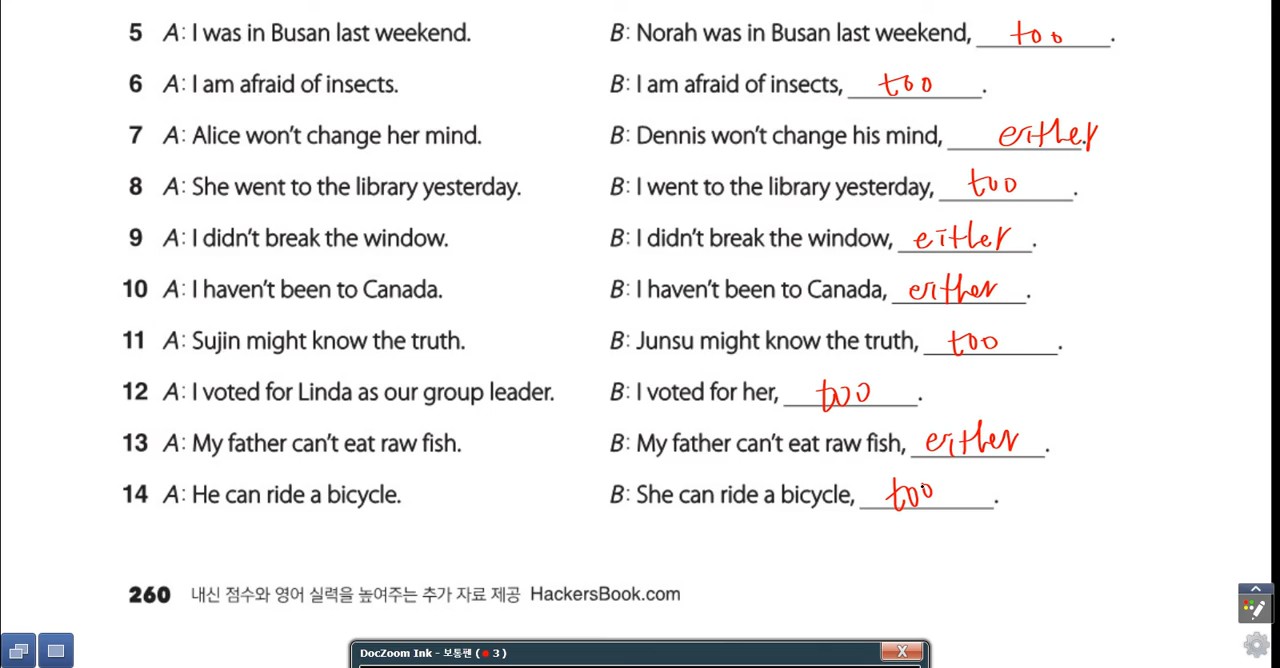 5 A: I was in Busan last weekend. B: Norah was in Busan last weekend, too.
6 A: I am afraid of insects. B: I am afraid of insects, too.
7 A: Alice won't change her mind. B: Dennis won't change his mind, either.
8 A: She went to the library yesterday. B: I went to the library yesterday, too.
9 A: I didn't break the window. B: I didn't break the window, either.
10 A: I haven't been to Canada. B: I haven't been to Canada, either.
11 A: Sujin might know the truth. B: Junsu might know the truth, too.
12 A: I voted for Linda as our group leader. B: I voted for her, too.
13 A: My father can't eat raw fish. B: My father can't eat raw fish, either.
14 A: He can ride a bicycle. B: She can ride a bicycle, too.
260 내신 점수와 영어 실력을 높여주는 추가 자료 제공 HackersBook.com
DocZoom Ink - 보통펜 ( 3 ) X